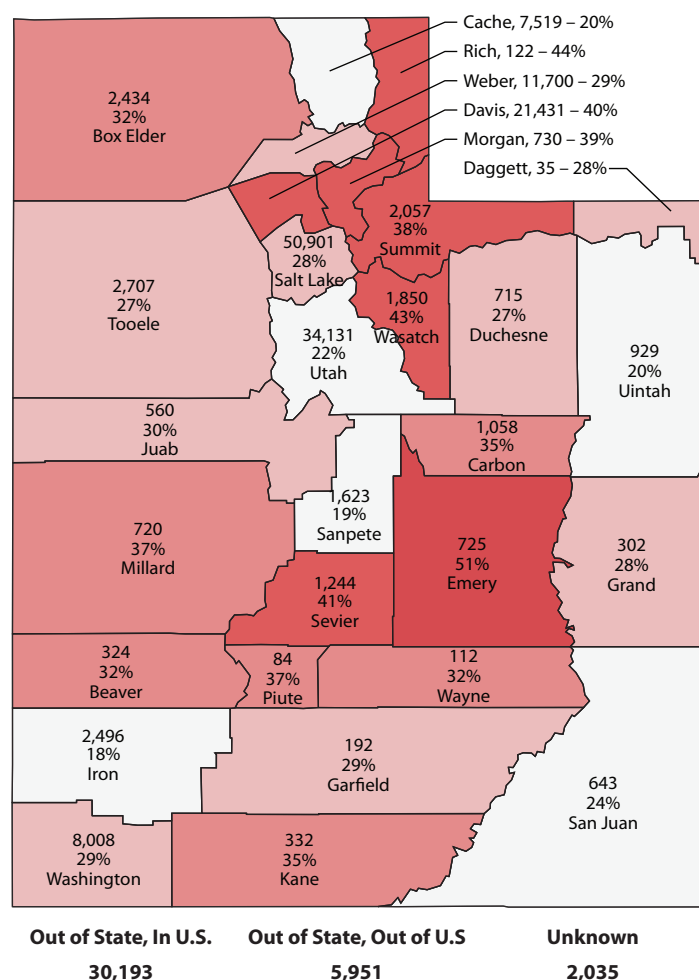 Cache, 7,519 – 20%
Rich, 122 – 44%
Weber, 11,700 – 29%
Davis, 21,431 – 40%
Morgan, 730 – 39%
Daggett, 35 – 28%
2,434
32%
Box Elder
2,057
38%
Summit
50,901
28%
Salt Lake
2,707
27%
Tooele
1,850
43%
Wasatch
715
27%
Duchesne
34,131
22%
Utah
929
20%
Uintah
560
30%
Juab
1,058
35%
Carbon
1,623
19%
Sanpete
720
37%
Millard
725
51%
Emery
302
28%
Grand
1,244
41%
Sevier
324
32%
Beaver
84
37%
Piute
112
32%
Wayne
2,496
18%
Iron
192
29%
Garfield
643
24%
San Juan
8,008
29%
Washington
332
35%
Kane
Out of State, In U.S.
30,193
Out of State, Out of U.S
5,951
Unknown
2,035